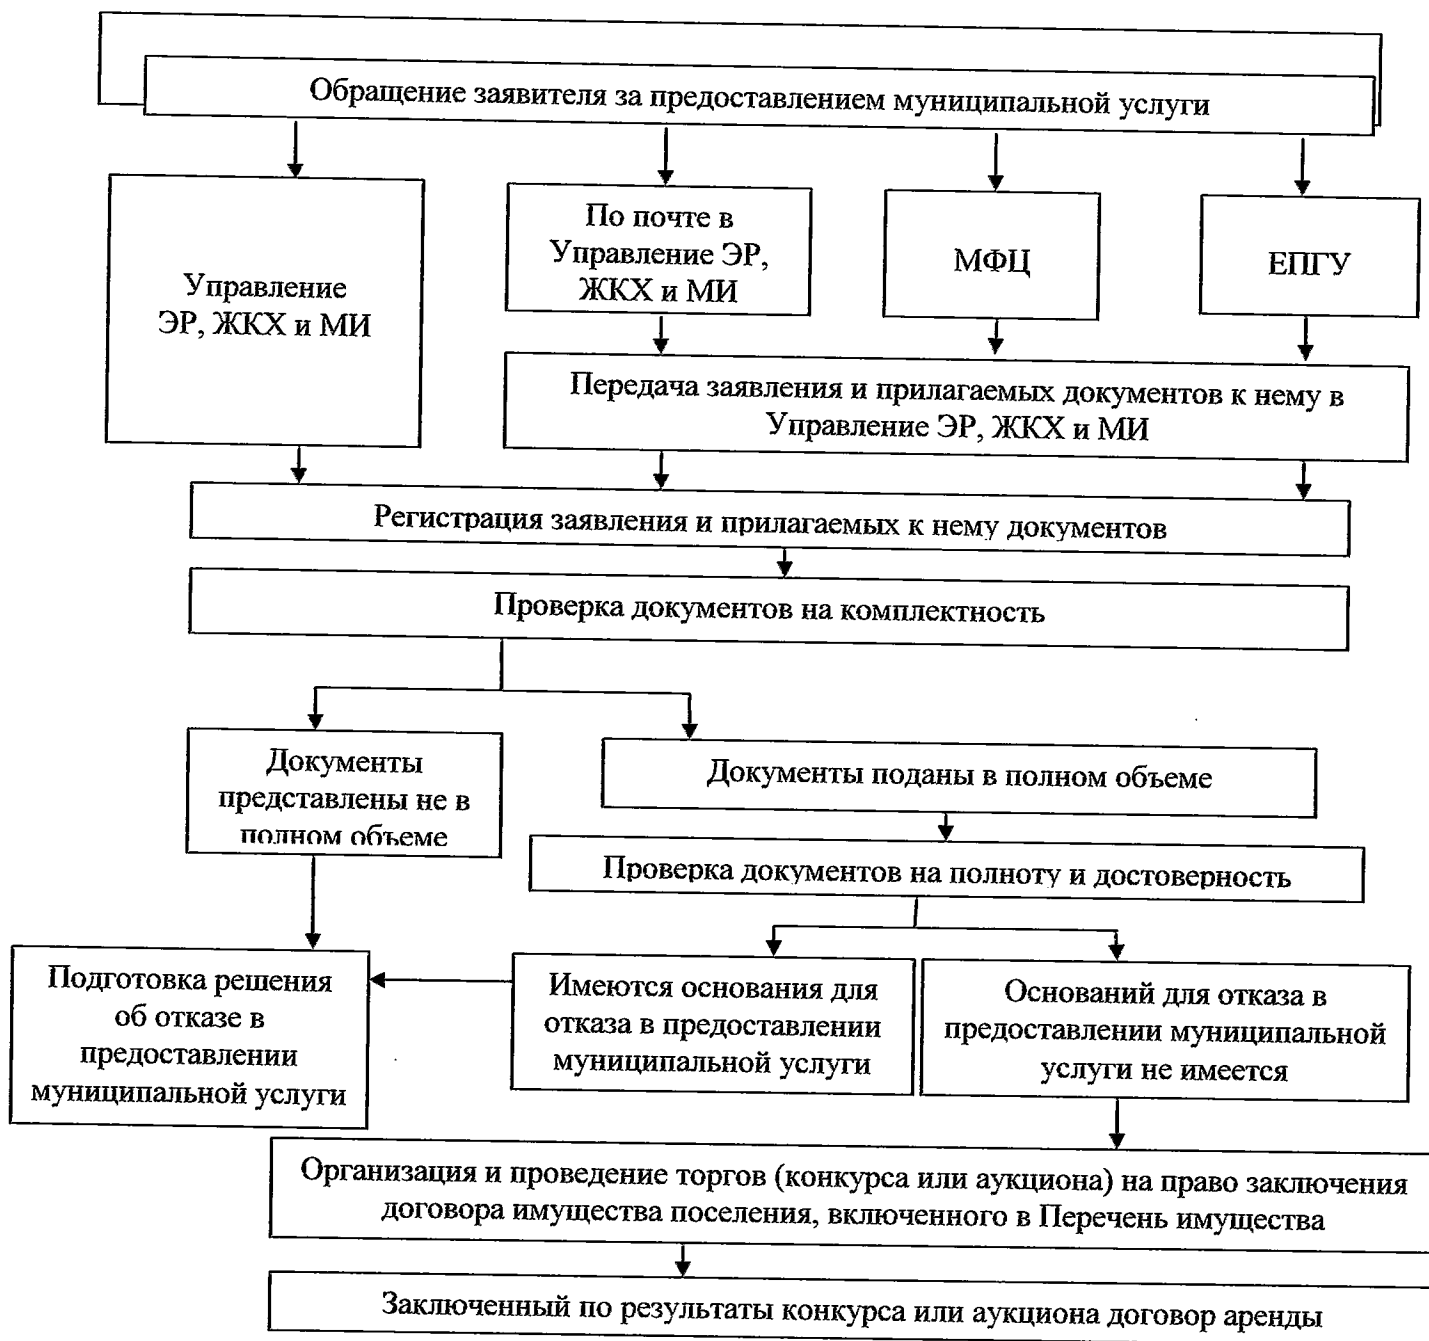 Обращение заявителя за предоставлением муниципальной услуги
Управление
ЭР, ЖКХ и МИ
По почте в
Управление ЭР,
ЖКХ и МИ
МФЦ
ЕПГУ
Передача заявления и прилагаемых документов к нему в
Управление ЭР, ЖКХ и МИ
Регистрация заявления и прилагаемых к нему документов
Проверка документов на комплектность
Документы
представлены не в
полном объеме
Документы поданы в полном объеме
Проверка документов на полноту и достоверность
Подготовка решения
об отказе в
предоставлении
муниципальной услуги
Имеются основания для
отказа в предоставлении
муниципальной услуги
Оснований для отказа в
предоставлении муниципальной
услуги не имеется
Организация и проведение торгов (конкурса или аукциона) на право заключения
договора имущества поселения, включенного в Перечень имущества
Заключенный по результаты конкурса или аукциона договор аренды